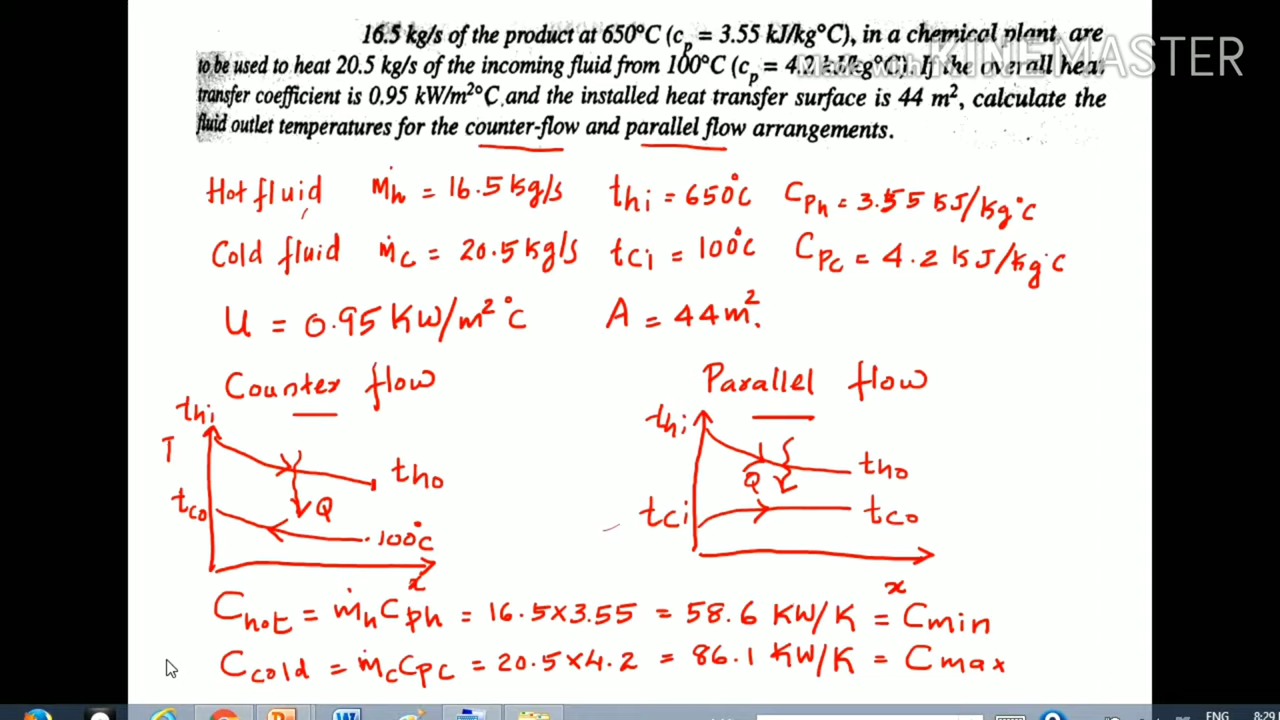 16.5 kg/s of the product at 650°C (cp = 3.55 kJ/kg°C), in a chemical plant, are
to be used to heat 20.5 kg/s of the incoming fluid from 100°C (cp = 4.2 kJ/kg°C). If the overall heat
transfer coefficient is 0.95 kW/m²°C and the installed heat transfer surface is 44 m², calculate the
fluid outlet temperatures for the counter-flow and parallel flow arrangements.
KINEMASTER
Hot fluid ṁh = 16.5 kg/s thi = 650°C CPh = 3.55 KJ/kg°C
Cold fluid ṁc = 20.5 kg/s tci = 100°C CPc = 4.2 KJ/kg°C
U = 0.95 KW/m²°C A = 44 m².
Counter flow Parallel flow
thi thi
T
tho tho
Q Q
tco tci tco
100°C
x x
Chot = ṁhCph = 16.5×3.55 = 58.6 KW/K = Cmin
Ccold = ṁcCpc = 20.5×4.2 = 86.1 KW/K = Cmax
ENG